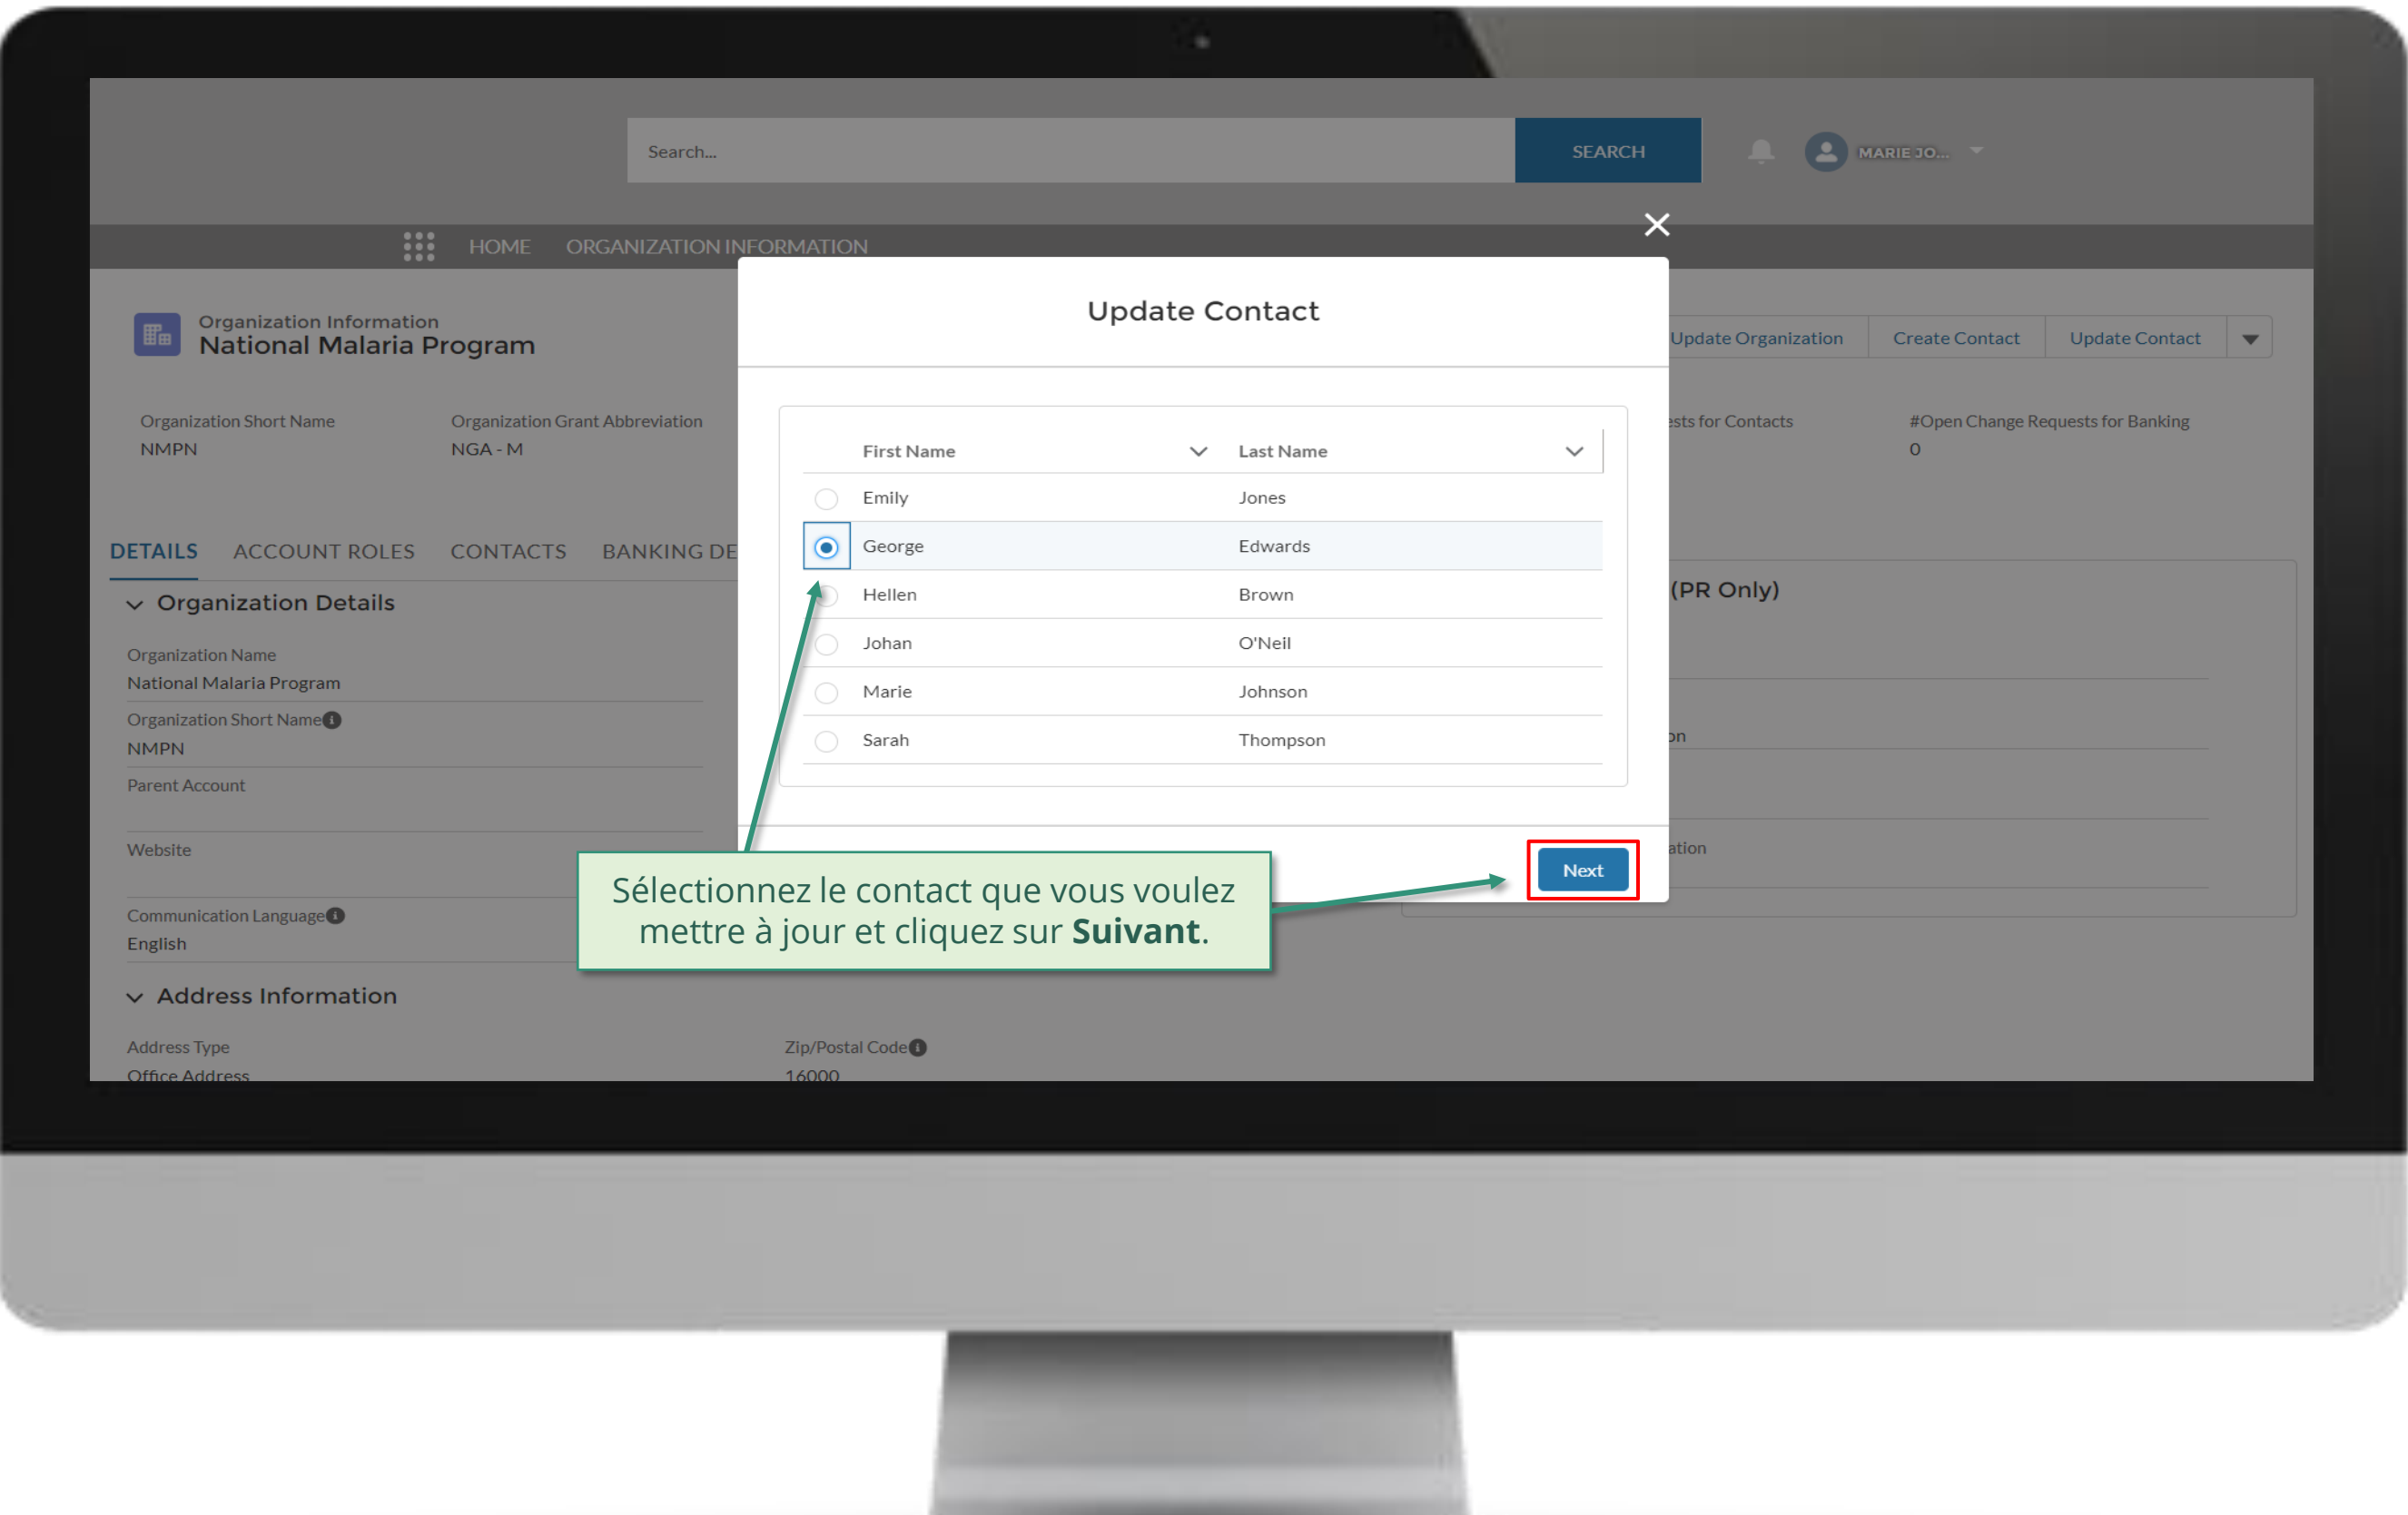 Search...
SEARCH
MARIE JO...
HOME ORGANIZATION INFORMATION
Organization Information
National Malaria Program
Update Organization
Create Contact
Update Contact
Organization Short Name
NMPN
Organization Grant Abbreviation
NGA - M
ests for Contacts
#Open Change Requests for Banking
0
DETAILS ACCOUNT ROLES CONTACTS BANKING DE
Organization Details
Organization Name
National Malaria Program
Organization Short Name
NMPN
Parent Account
Website
Communication Language
English
Address Information
Address Type
Office Address
Zip/Postal Code
16000
(PR Only)
on
ation
Update Contact
First Name Last Name
Emily Jones
George Edwards
Hellen Brown
Johan O'Neil
Marie Johnson
Sarah Thompson
Next
Sélectionnez le contact que vous voulez
mettre à jour et cliquez sur Suivant.